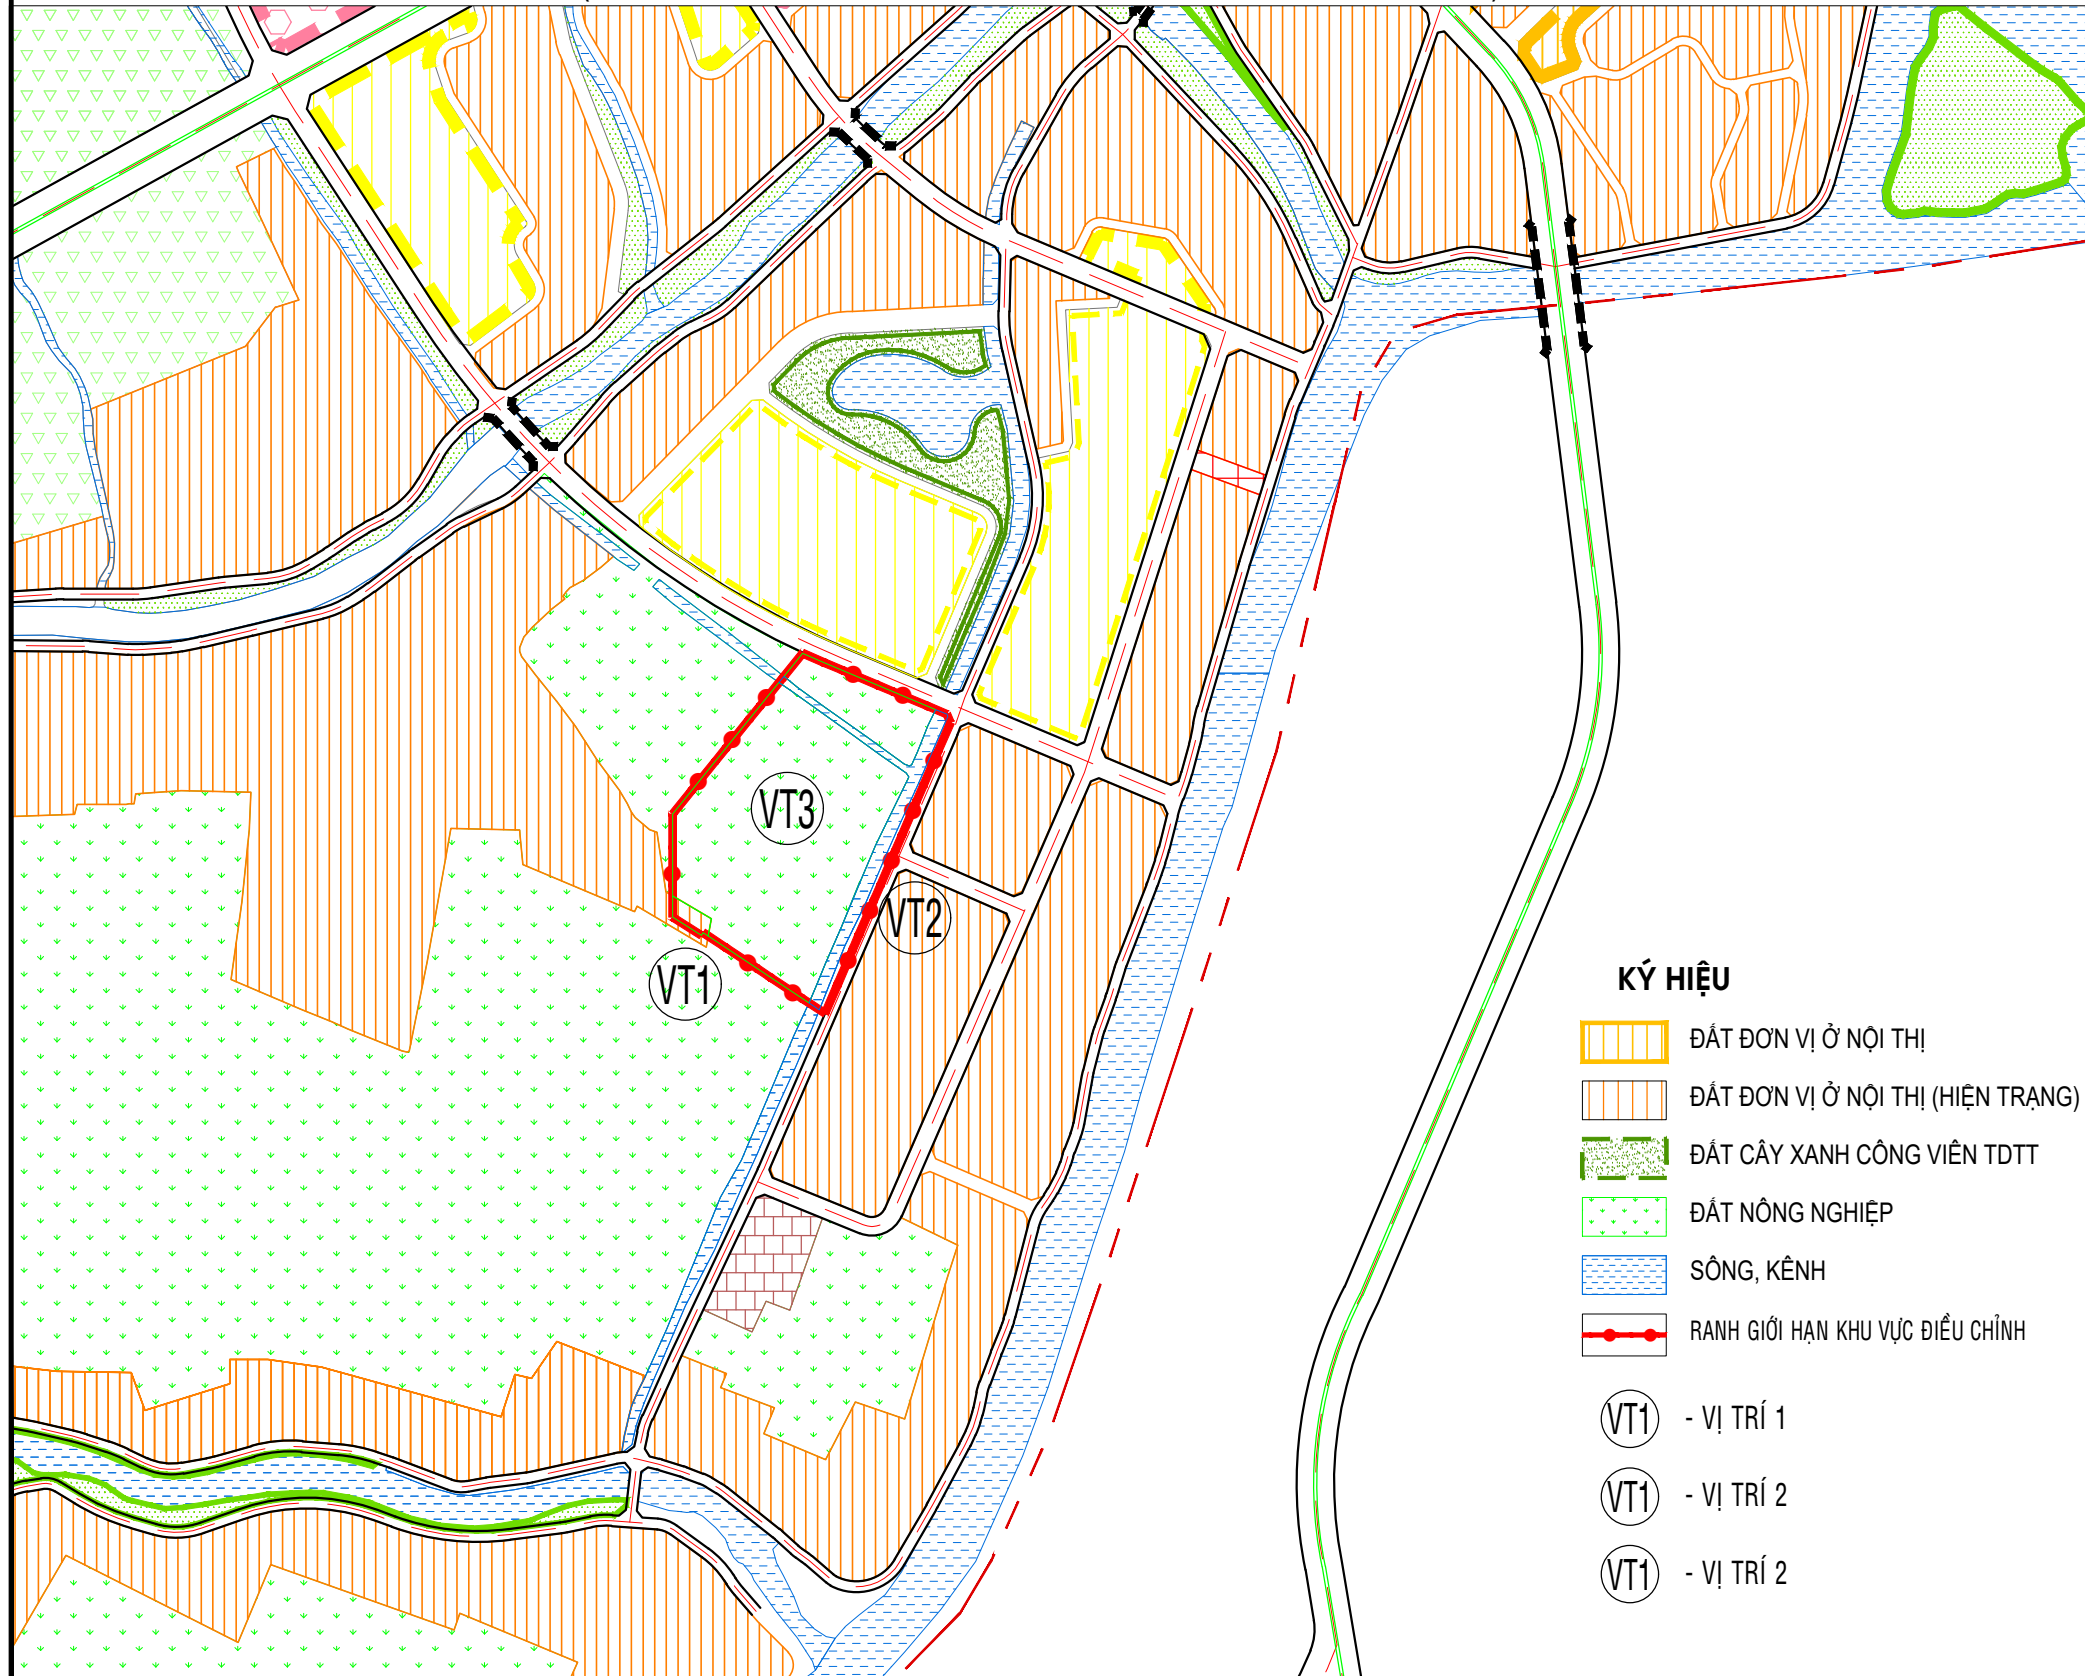 VT3
VT2
VT1
KÝ HIỆU
ĐẤT ĐƠN VỊ Ở NỘI THỊ
ĐẤT ĐƠN VỊ Ở NỘI THỊ (HIỆN TRẠNG)
ĐẤT CÂY XANH CÔNG VIÊN TDTT
ĐẤT NÔNG NGHIỆP
SÔNG, KÊNH
RANH GIỚI HẠN KHU VỰC ĐIỀU CHỈNH
VT1 - VỊ TRÍ 1
VT1 - VỊ TRÍ 2
VT1 - VỊ TRÍ 2